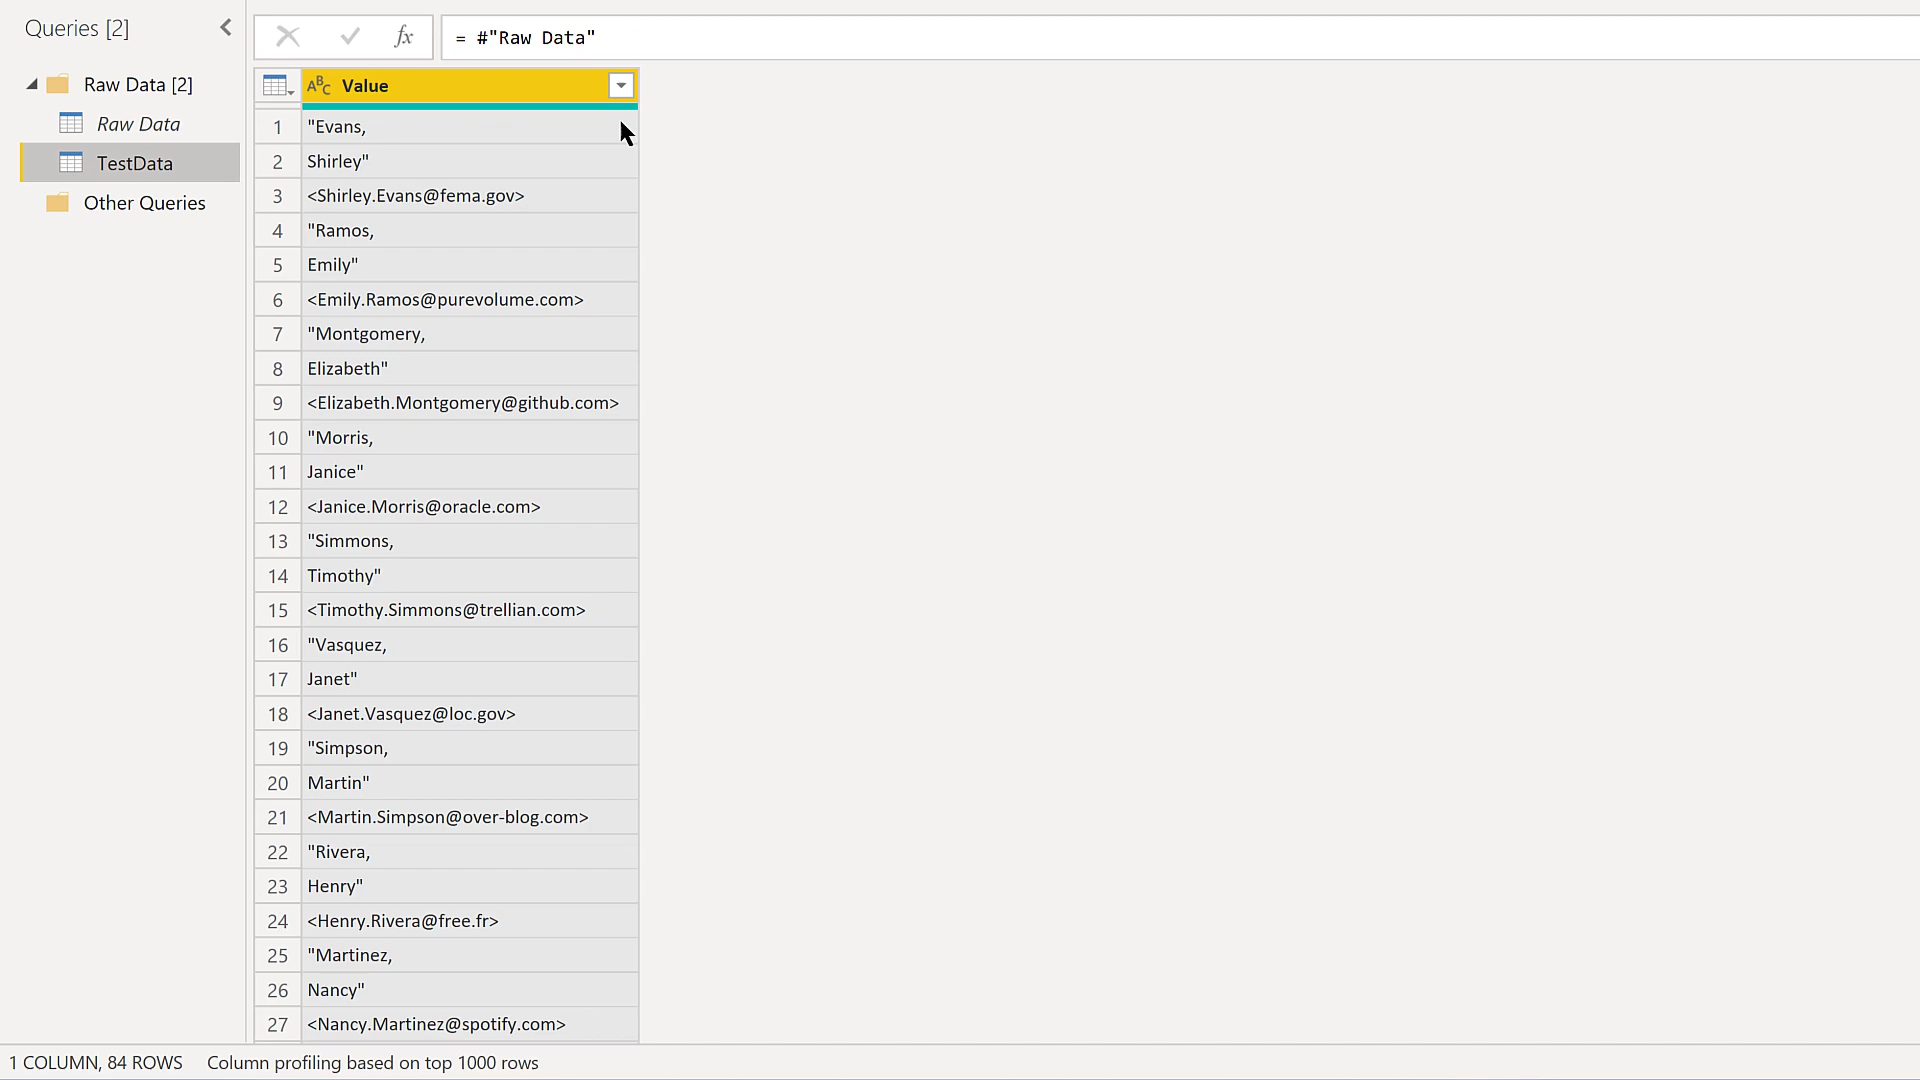 Queries [2]
= #"Raw Data"
Raw Data [2]
Raw Data
TestData
Other Queries
ABC Value
1 "Evans,
2 Shirley"
3 <Shirley.Evans@fema.gov>
4 "Ramos,
5 Emily"
6 <Emily.Ramos@purevolume.com>
7 "Montgomery,
8 Elizabeth"
9 <Elizabeth.Montgomery@github.com>
10 "Morris,
11 Janice"
12 <Janice.Morris@oracle.com>
13 "Simmons,
14 Timothy"
15 <Timothy.Simmons@trellian.com>
16 "Vasquez,
17 Janet"
18 <Janet.Vasquez@loc.gov>
19 "Simpson,
20 Martin"
21 <Martin.Simpson@over-blog.com>
22 "Rivera,
23 Henry"
24 <Henry.Rivera@free.fr>
25 "Martinez,
26 Nancy"
27 <Nancy.Martinez@spotify.com>
1 COLUMN, 84 ROWS Column profiling based on top 1000 rows